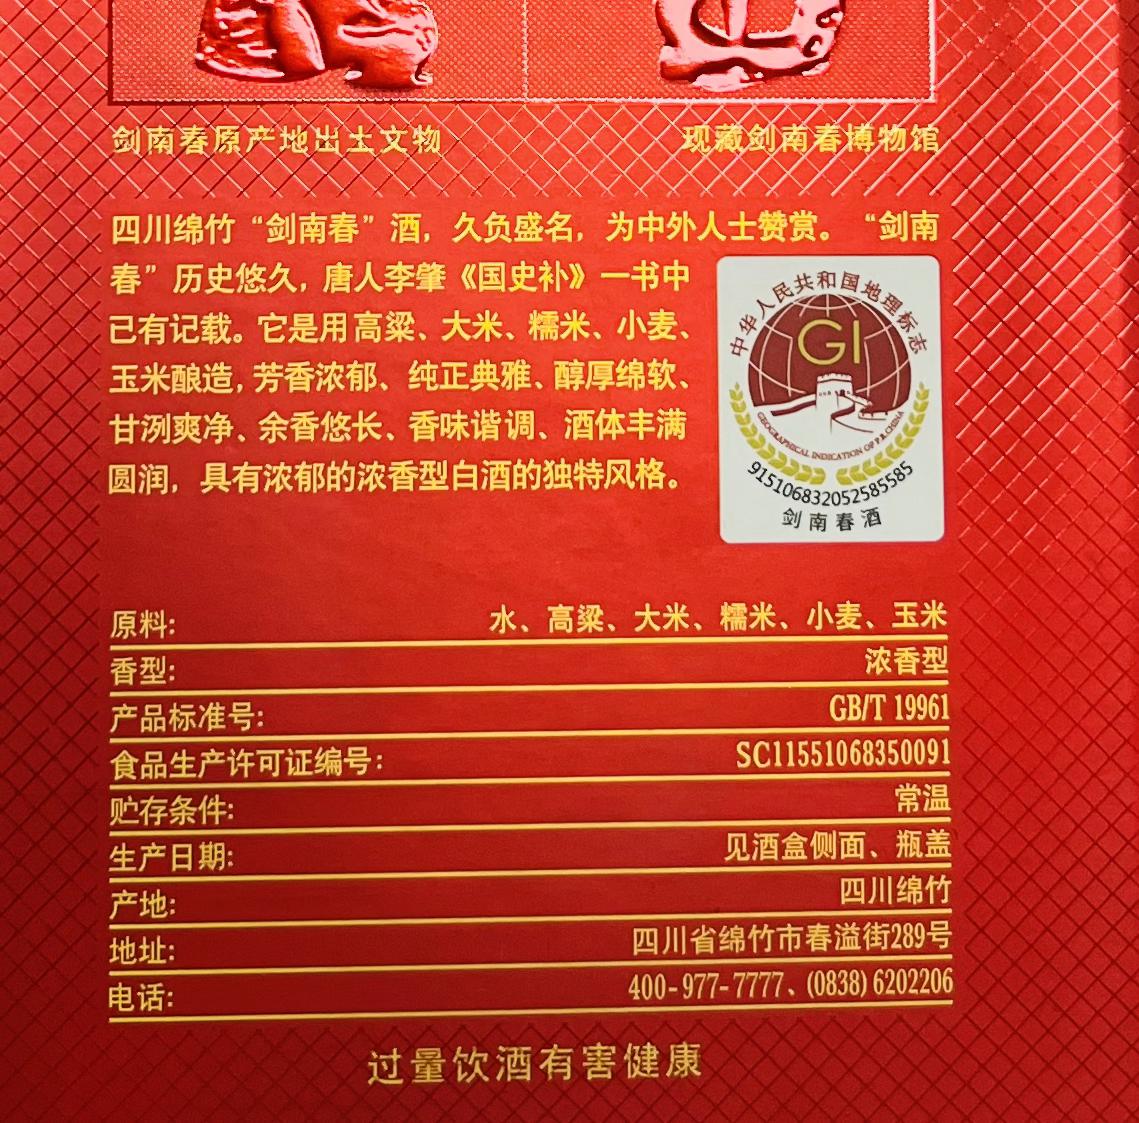 剑南春原产地出土文物
现藏剑南春博物馆
四川绵竹“剑南春”酒，久负盛名，为中外人士赞赏。“剑南
春”历史悠久，唐人李肇《国史补》一书中
已有记载。它是用高粱、大米、糯米、小麦、
玉米酿造，芳香浓郁、纯正典雅、醇厚绵软、
甘洌爽净、余香悠长、香味谐调、酒体丰满
圆润，具有浓郁的浓香型白酒的独特风格。
中华人民共和国地理标志
GI
GEOGRAPHICAL INDICATION OF P.R.CHINA
915106832052585585
剑南春酒
原料: 水、高粱、大米、糯米、小麦、玉米
香型: 浓香型
产品标准号: GB/T 19961
食品生产许可证编号: SC11551068350091
贮存条件: 常温
生产日期: 见酒盒侧面、瓶盖
产地: 四川绵竹
地址: 四川省绵竹市春溢街289号
电话: 400-977-7777、(0838) 6202206
过量饮酒有害健康